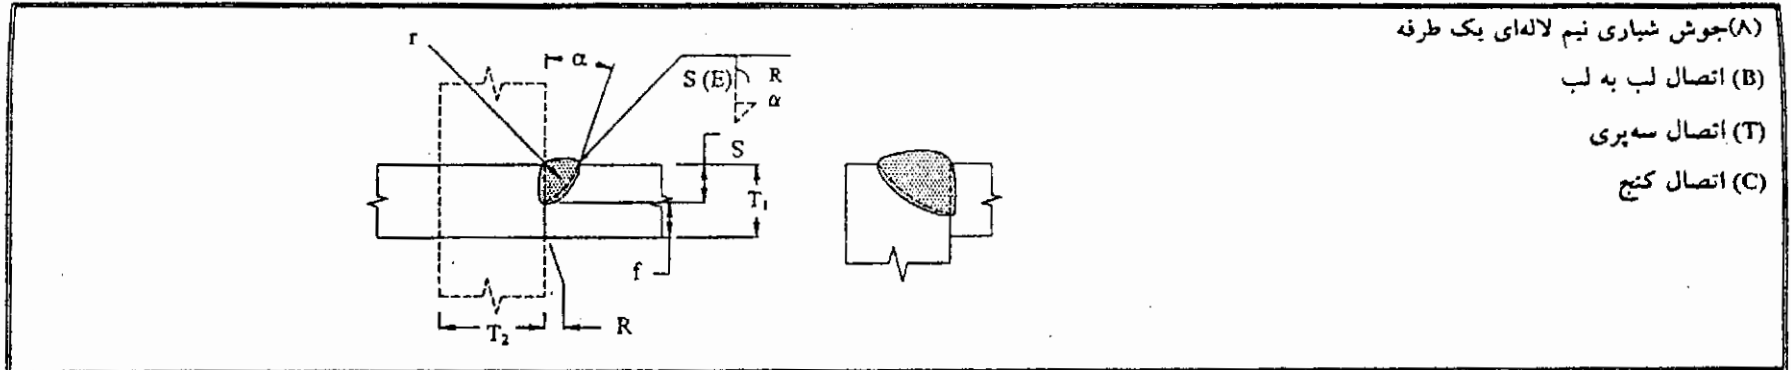 (۸)جوش شیاری نیم لاله‌ای یک طرفه
(B) اتصال لب به لب
(T) اتصال سه‌پری
(C) اتصال کنج
r
α
S (E)
R
α
S
T₁
f
T₂
R